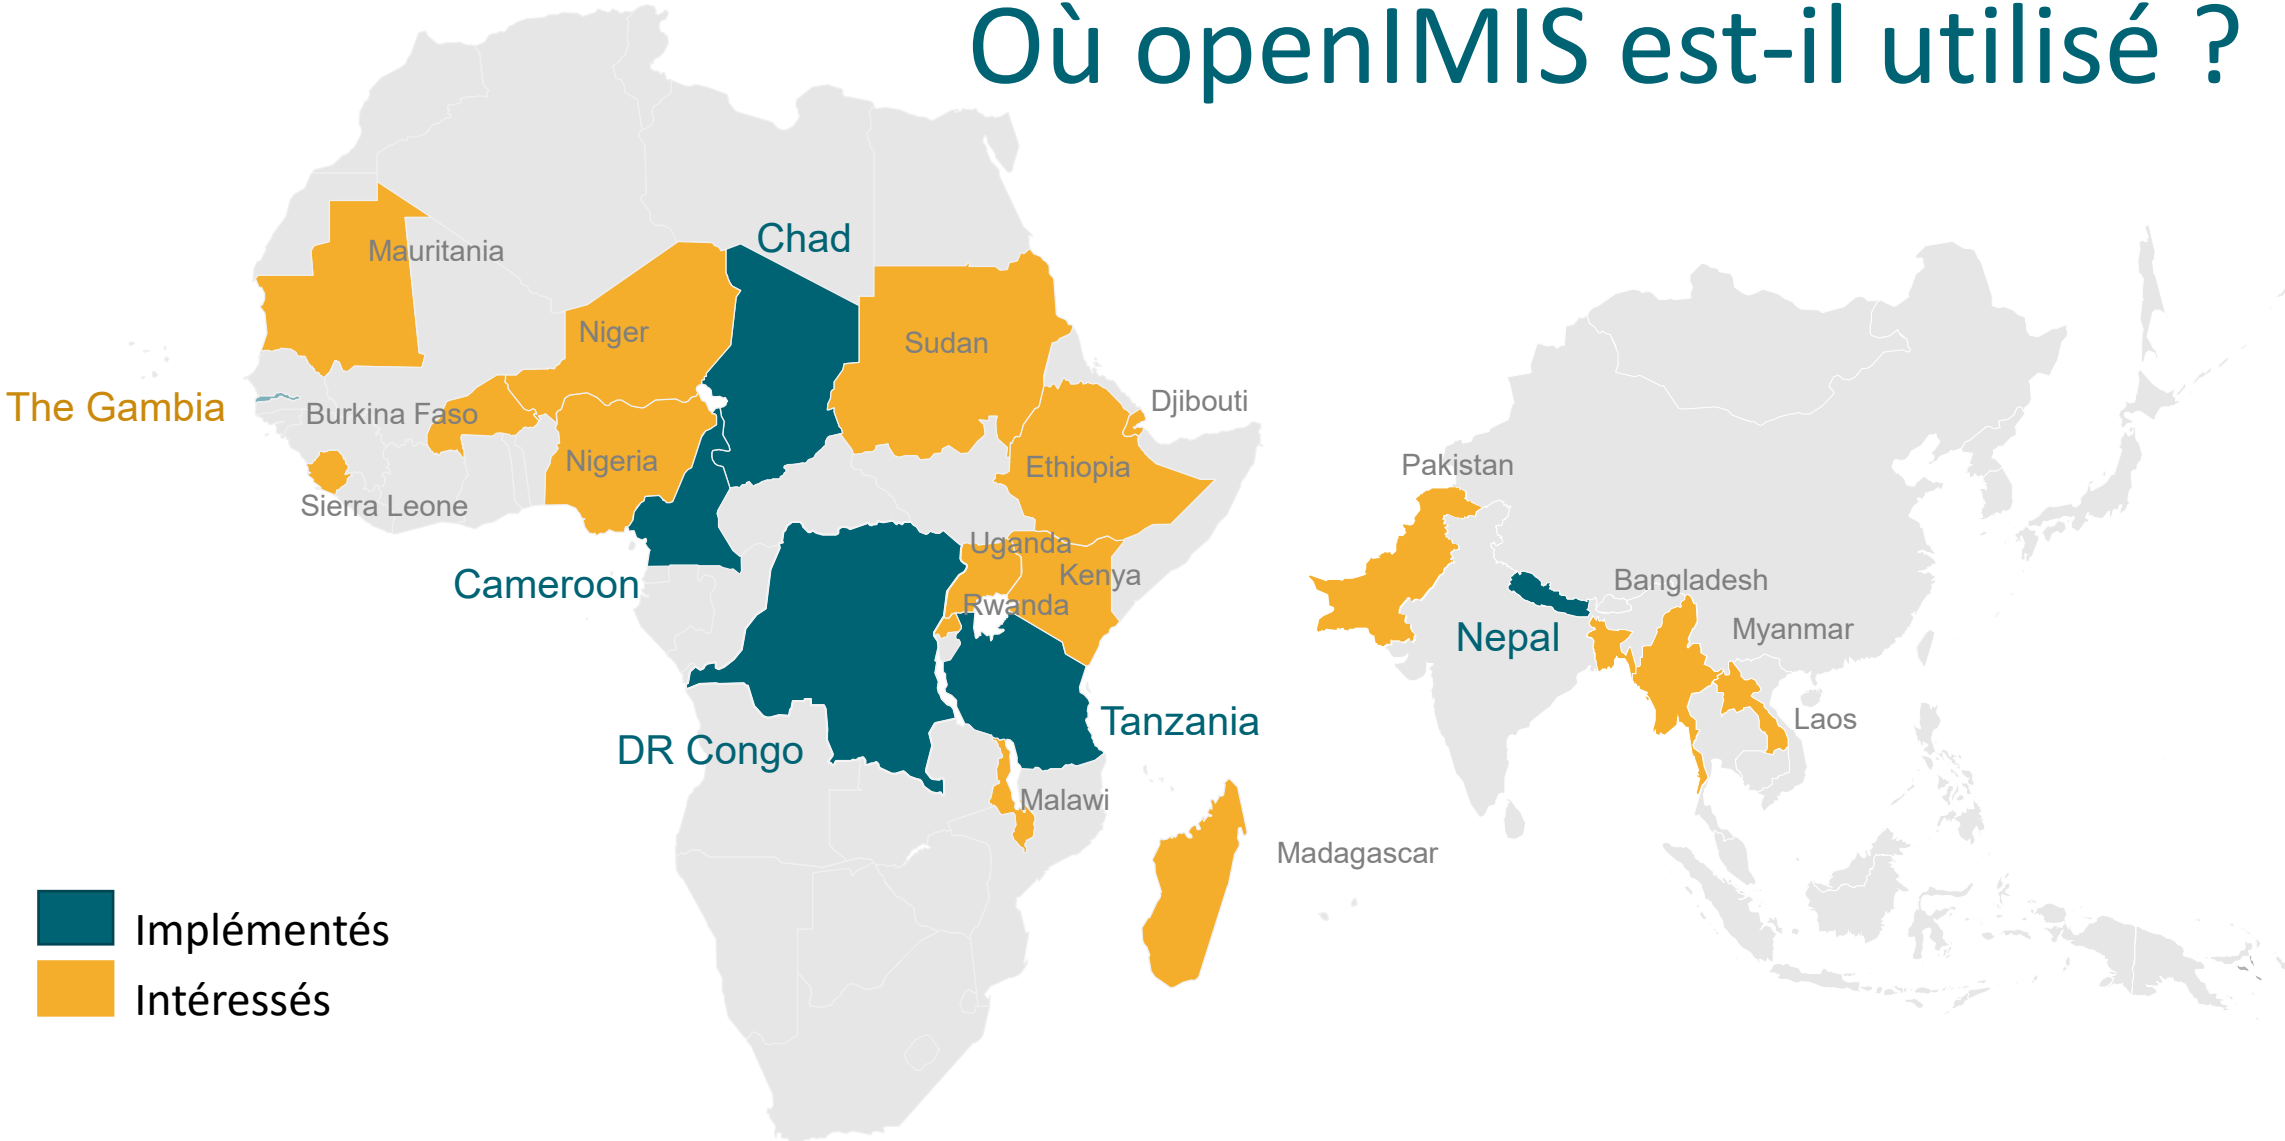 Où openIMIS est-il utilisé ?
Chad
Mauritania
Niger
Sudan
Djibouti
The Gambia
Burkina Faso
Nigeria
Ethiopia
Pakistan
Sierra Leone
Uganda
Kenya
Bangladesh
Cameroon
Rwanda
Nepal
Myanmar
Tanzania
Laos
DR Congo
Malawi
Madagascar
Implémentés
Intéressés